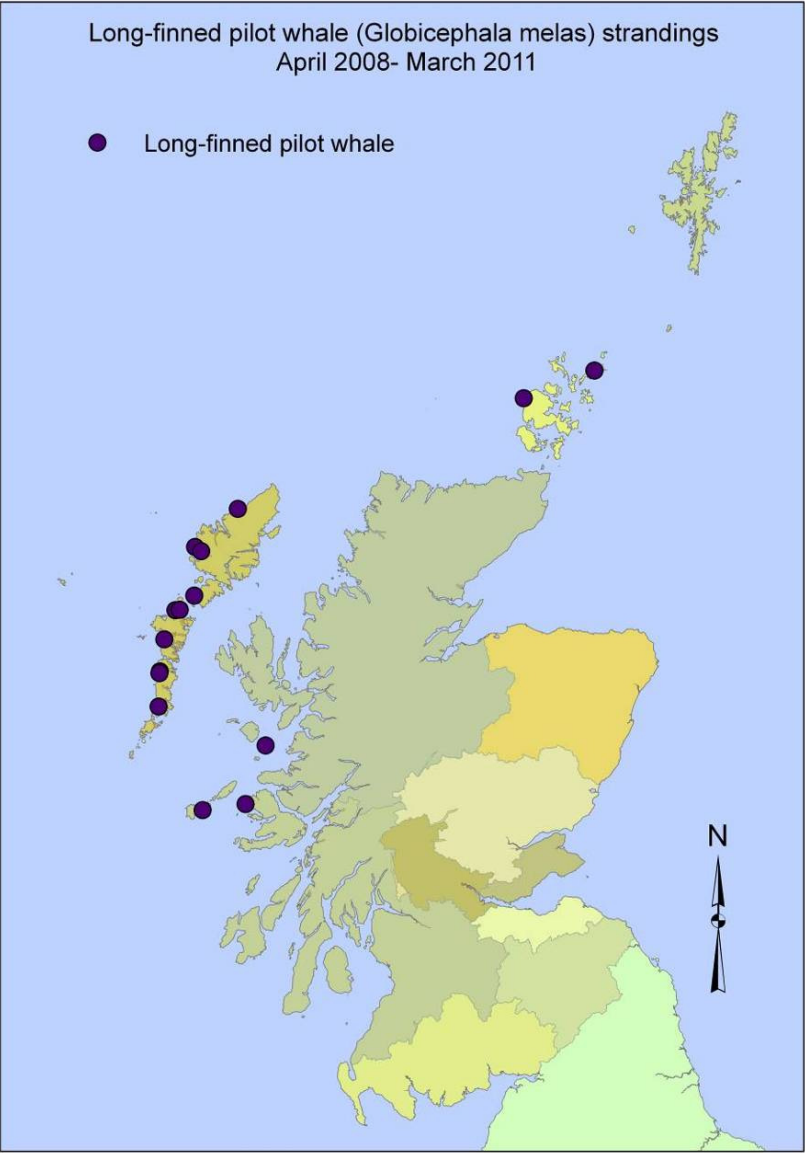 Long-finned pilot whale (Globicephala melas) strandings
April 2008- March 2011
Long-finned pilot whale
N